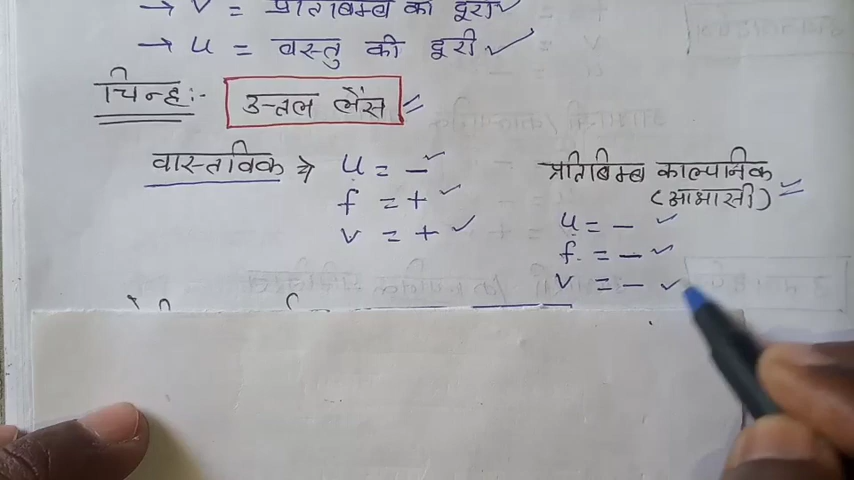 → v = प्रतिबिम्ब की दूरी ✓
→ u = वस्तु की दूरी ✓
चिन्ह :- उत्तल लैंस
वास्तविक ⇒ u = - ✓
f = + ✓
v = + ✓
प्रतिबिम्ब काल्पनिक
(आभासी)
u = - ✓
f = - ✓
v = - ✓